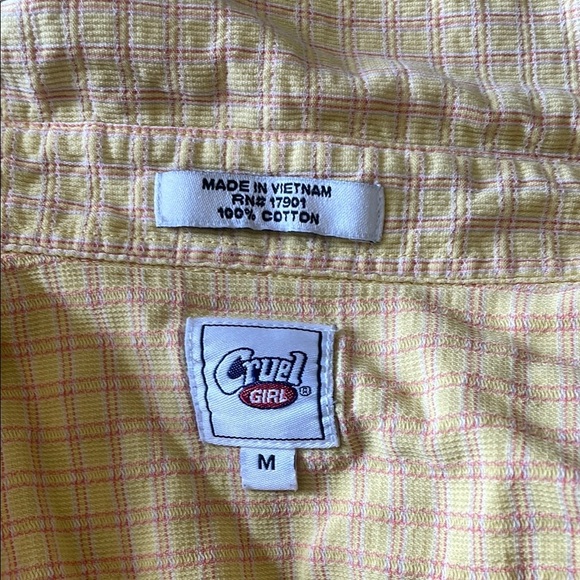 MADE IN VIETNAM
RN# 17901
100% COTTON
Cruel
GIRL ®
M